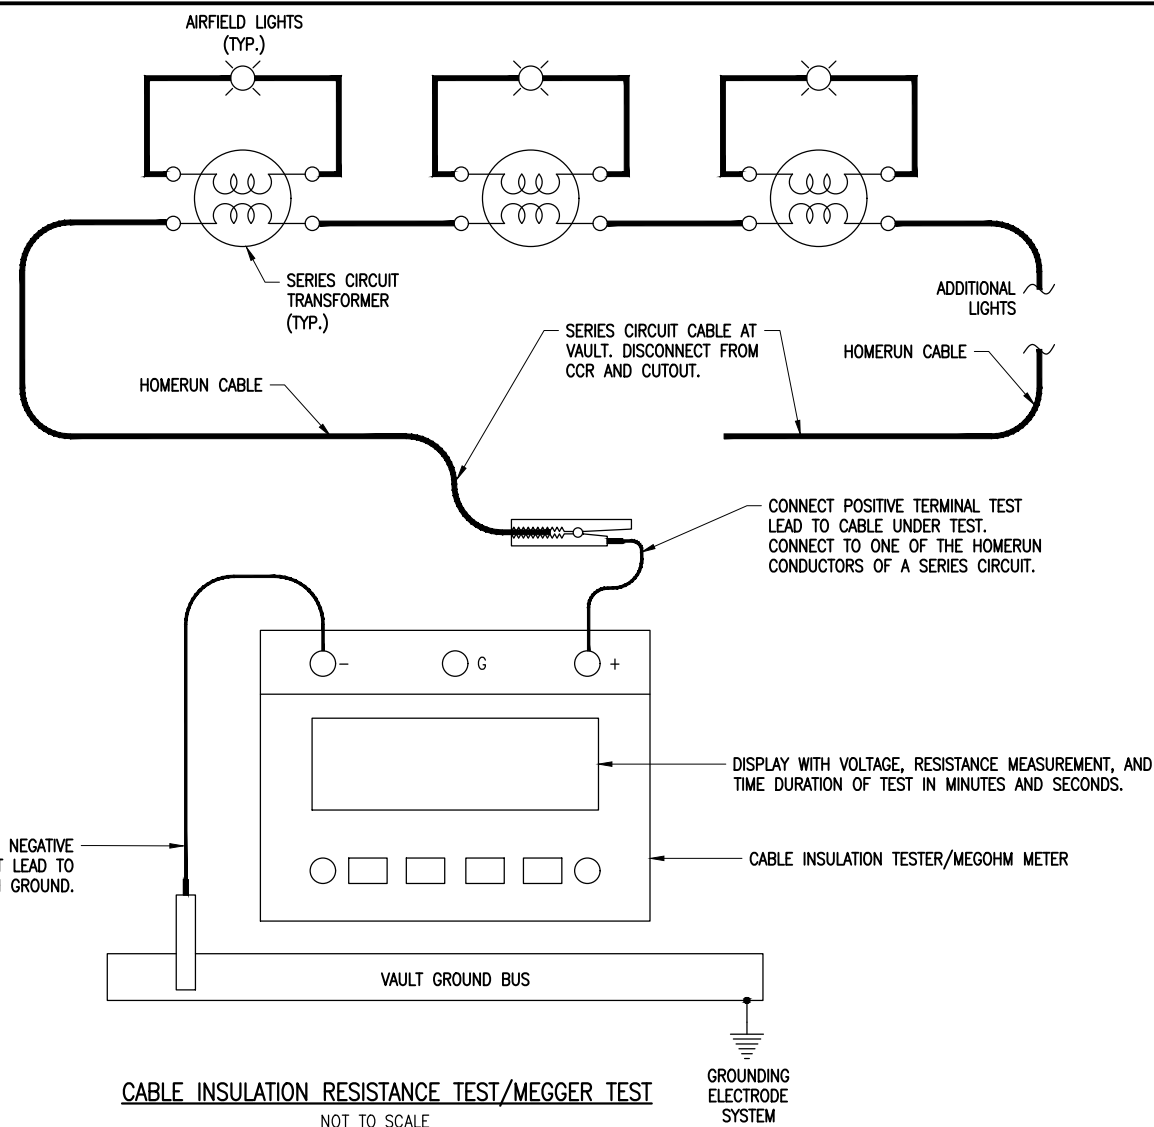 AIRFIELD LIGHTS
(TYP.)
SERIES CIRCUIT
TRANSFORMER
(TYP.)
ADDITIONAL
LIGHTS
SERIES CIRCUIT CABLE AT
VAULT. DISCONNECT FROM
CCR AND CUTOUT.
HOMERUN CABLE
HOMERUN CABLE
CONNECT POSITIVE TERMINAL TEST
LEAD TO CABLE UNDER TEST.
CONNECT TO ONE OF THE HOMERUN
CONDUCTORS OF A SERIES CIRCUIT.
- G +
DISPLAY WITH VOLTAGE, RESISTANCE MEASUREMENT, AND
TIME DURATION OF TEST IN MINUTES AND SECONDS.
NEGATIVE
LEAD TO
GROUND.
CABLE INSULATION TESTER/MEGOHM METER
VAULT GROUND BUS
GROUNDING
ELECTRODE
SYSTEM
CABLE INSULATION RESISTANCE TEST/MEGGER TEST
NOT TO SCALE